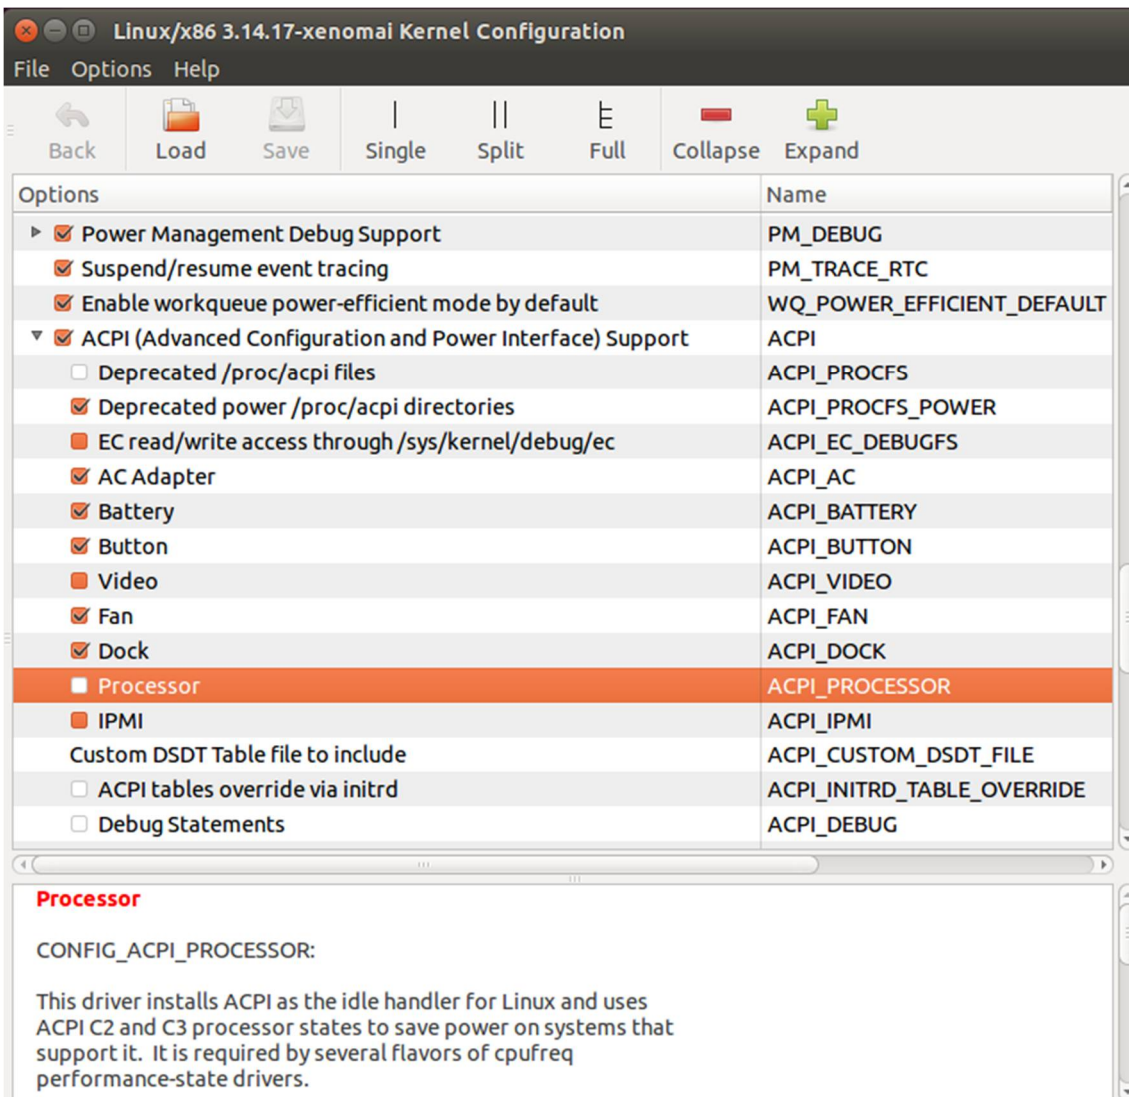 Linux/x86 3.14.17-xenomai Kernel Configuration
File Options Help
Back Load Save Single Split Full Collapse Expand
Options Name
Power Management Debug Support PM_DEBUG
Suspend/resume event tracing PM_TRACE_RTC
Enable workqueue power-efficient mode by default WQ_POWER_EFFICIENT_DEFAULT
ACPI (Advanced Configuration and Power Interface) Support ACPI
Deprecated /proc/acpi files ACPI_PROCFS
Deprecated power /proc/acpi directories ACPI_PROCFS_POWER
EC read/write access through /sys/kernel/debug/ec ACPI_EC_DEBUGFS
AC Adapter ACPI_AC
Battery ACPI_BATTERY
Button ACPI_BUTTON
Video ACPI_VIDEO
Fan ACPI_FAN
Dock ACPI_DOCK
Processor ACPI_PROCESSOR
IPMI ACPI_IPMI
Custom DSDT Table file to include ACPI_CUSTOM_DSDT_FILE
ACPI tables override via initrd ACPI_INITRD_TABLE_OVERRIDE
Debug Statements ACPI_DEBUG
Processor
CONFIG_ACPI_PROCESSOR:
This driver installs ACPI as the idle handler for Linux and uses
ACPI C2 and C3 processor states to save power on systems that
support it.  It is required by several flavors of cpufreq
performance-state drivers.